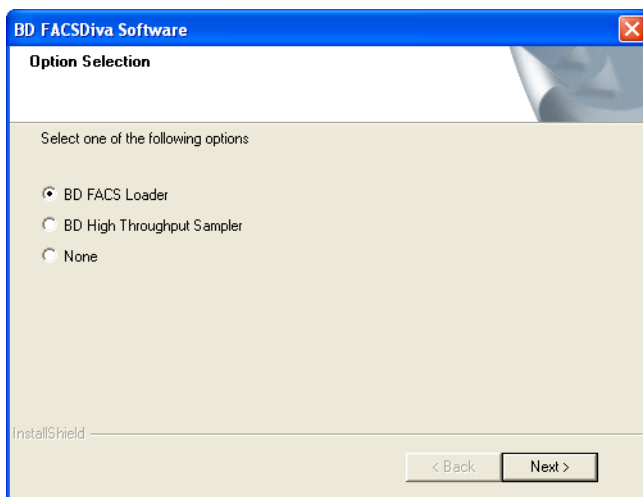 BD FACSDiva Software
Option Selection
Select one of the following options
BD FACS Loader
BD High Throughput Sampler
None
InstallShield
< Back
Next >